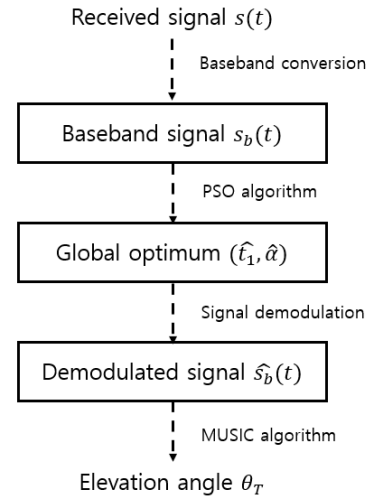 Received signal s(t)
Baseband conversion
Baseband signal s_b(t)
PSO algorithm
Global optimum (t̂_1, α̂)
Signal demodulation
Demodulated signal ŝ_b(t)
MUSIC algorithm
Elevation angle θ_T